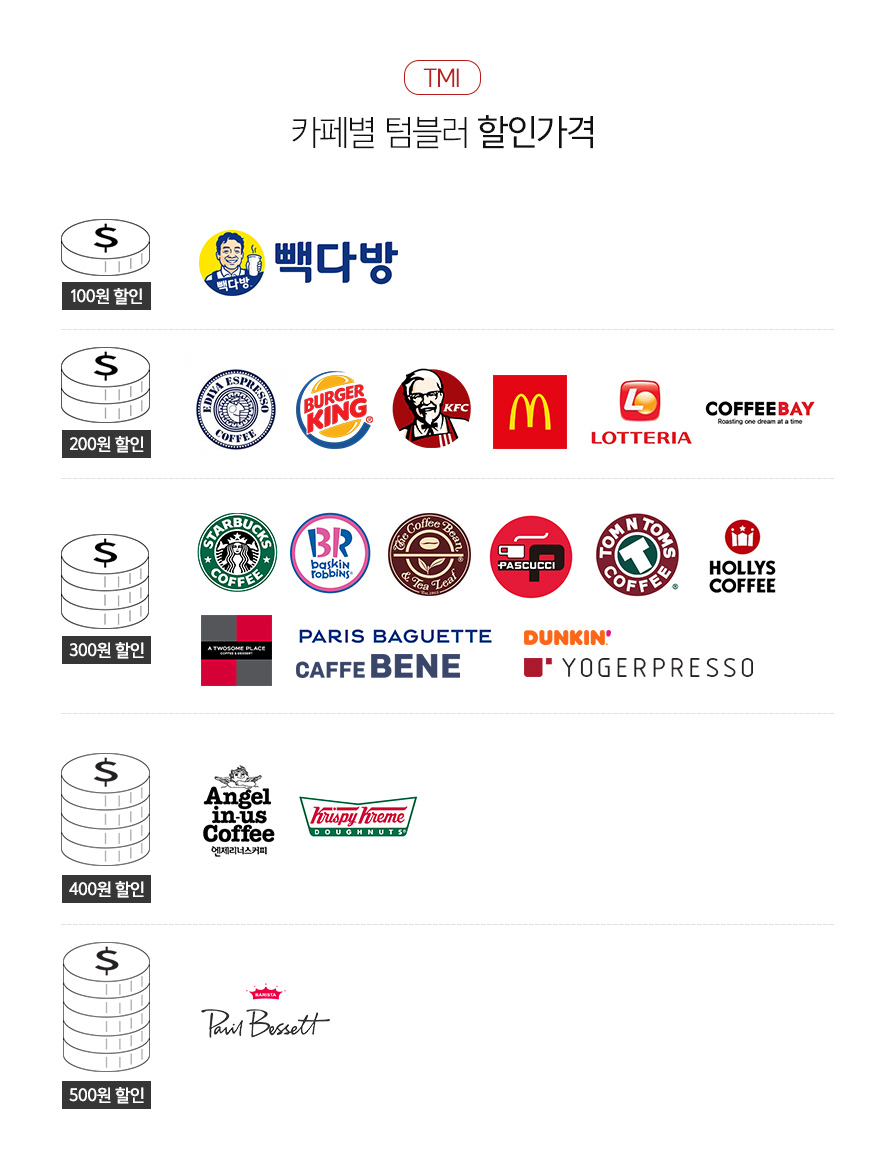 TMI
카페별 텀블러 할인가격
$
100원 할인
빽다방
빽다방
$
200원 할인
EDIYA ESPRESSO
COFFEE
BURGER
KING®
KFC
LOTTERIA
COFFEEBAY
Roasting one dream at a time
$
300원 할인
STARBUCKS
COFFEE
BR
baskin
robbins®
The Coffee Bean
& Tea Leaf
Est. 1963
PASCUCCI
TOM N TOMS
T
COFFEE®
HOLLYS
COFFEE
A TWOSOME PLACE
COFFEE & DESSERT
PARIS BAGUETTE
CAFFE BENE
DUNKIN'
YOGERPRESSO
$
400원 할인
Angel
in-us
Coffee
엔제리너스커피
Krispy Kreme
DOUGHNUTS®
$
500원 할인
BARISTA
Paul Bassett